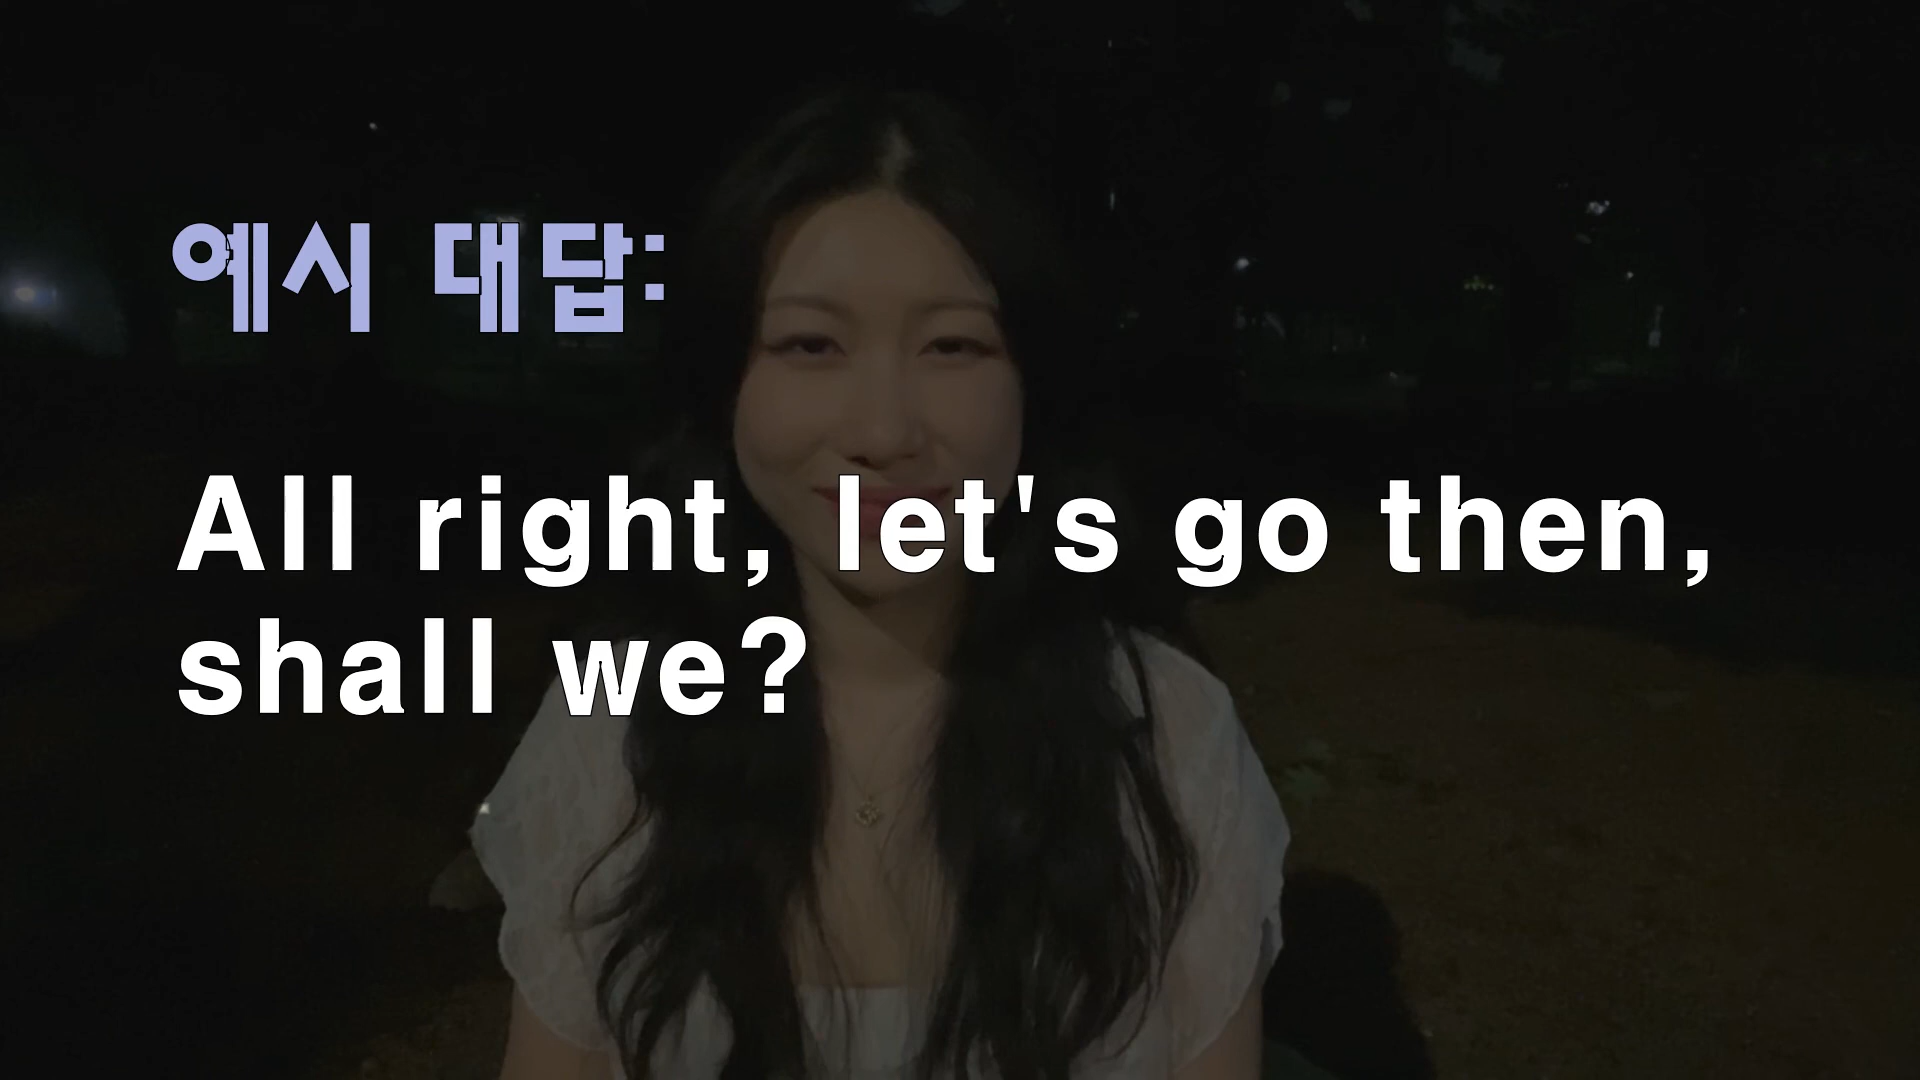 예시 대답:
All right, let's go then,
shall we?